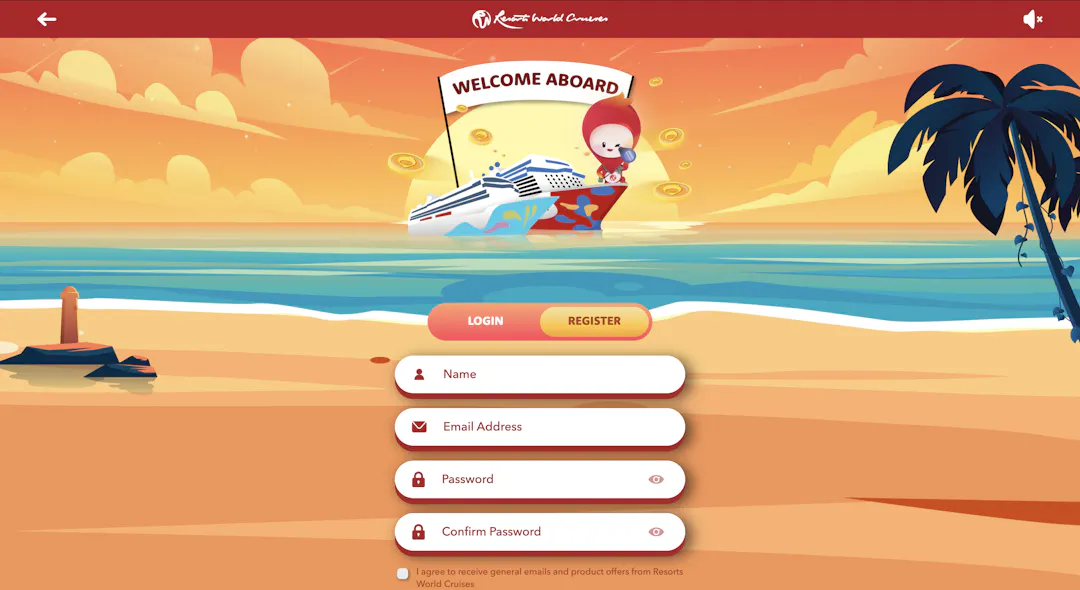 Resorts World Cruises
WELCOME ABOARD
LOGIN
REGISTER
Name
Email Address
Password
Confirm Password
I agree to receive general emails and product offers from Resorts
World Cruises